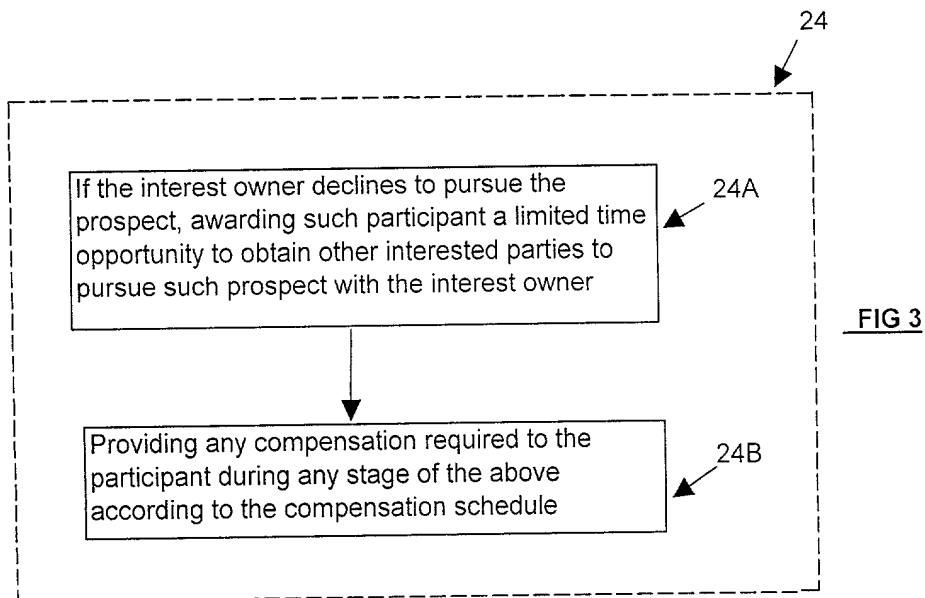 24
If the interest owner declines to pursue the
prospect, awarding such participant a limited time
opportunity to obtain other interested parties to
pursue such prospect with the interest owner
24A
FIG 3
Providing any compensation required to the
participant during any stage of the above
according to the compensation schedule
24B